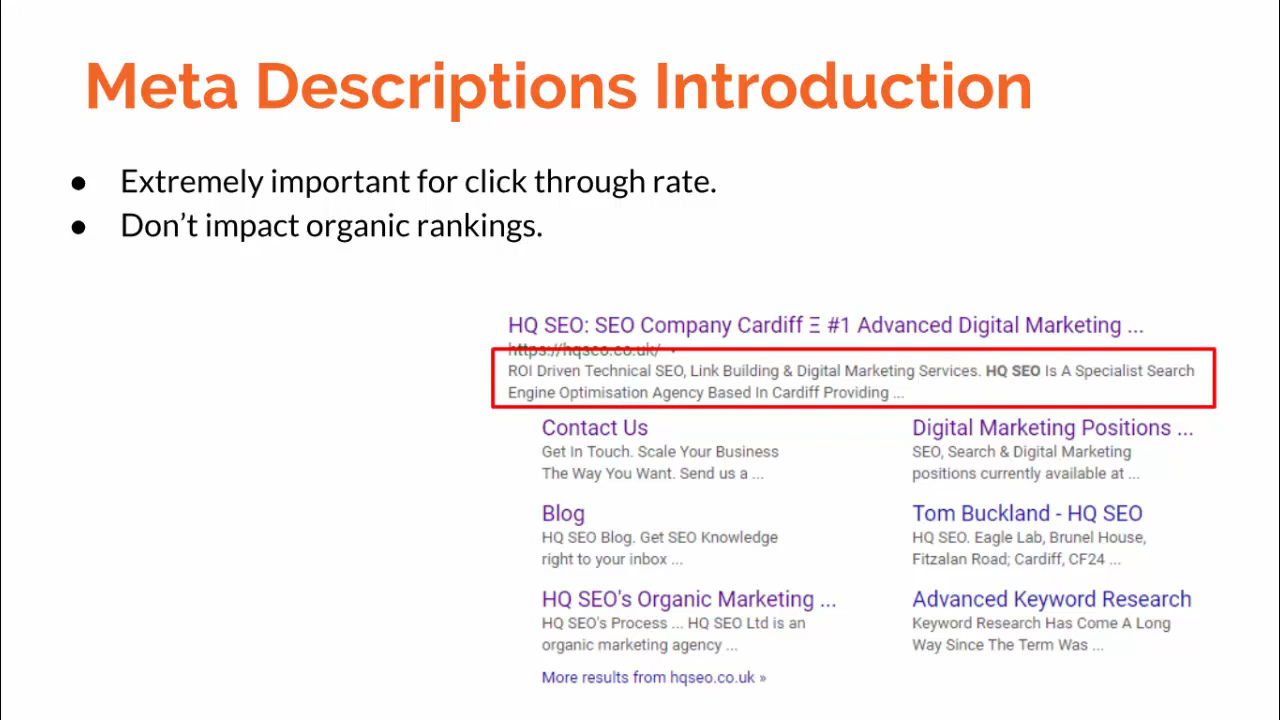 Meta Descriptions Introduction
● Extremely important for click through rate.
● Don’t impact organic rankings.
HQ SEO: SEO Company Cardiff Ξ #1 Advanced Digital Marketing ...
https://hqseo.co.uk/
ROI Driven Technical SEO, Link Building & Digital Marketing Services. HQ SEO Is A Specialist Search
Engine Optimisation Agency Based In Cardiff Providing ...
Contact Us
Get In Touch. Scale Your Business
The Way You Want. Send us a ...
Digital Marketing Positions ...
SEO, Search & Digital Marketing
positions currently available at ...
Blog
HQ SEO Blog. Get SEO Knowledge
right to your inbox ...
Tom Buckland - HQ SEO
HQ SEO. Eagle Lab, Brunel House,
Fitzalan Road; Cardiff, CF24 ...
HQ SEO's Organic Marketing ...
HQ SEO's Process ... HQ SEO Ltd is an
organic marketing agency ...
Advanced Keyword Research
Keyword Research Has Come A Long
Way Since The Term Was ...
More results from hqseo.co.uk »